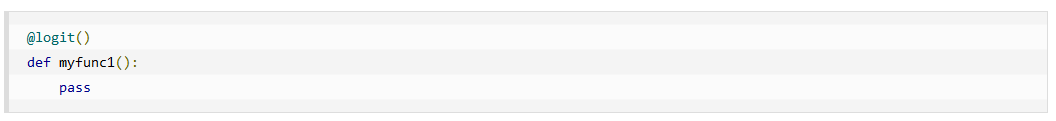 @logit()
def myfunc1():
    pass